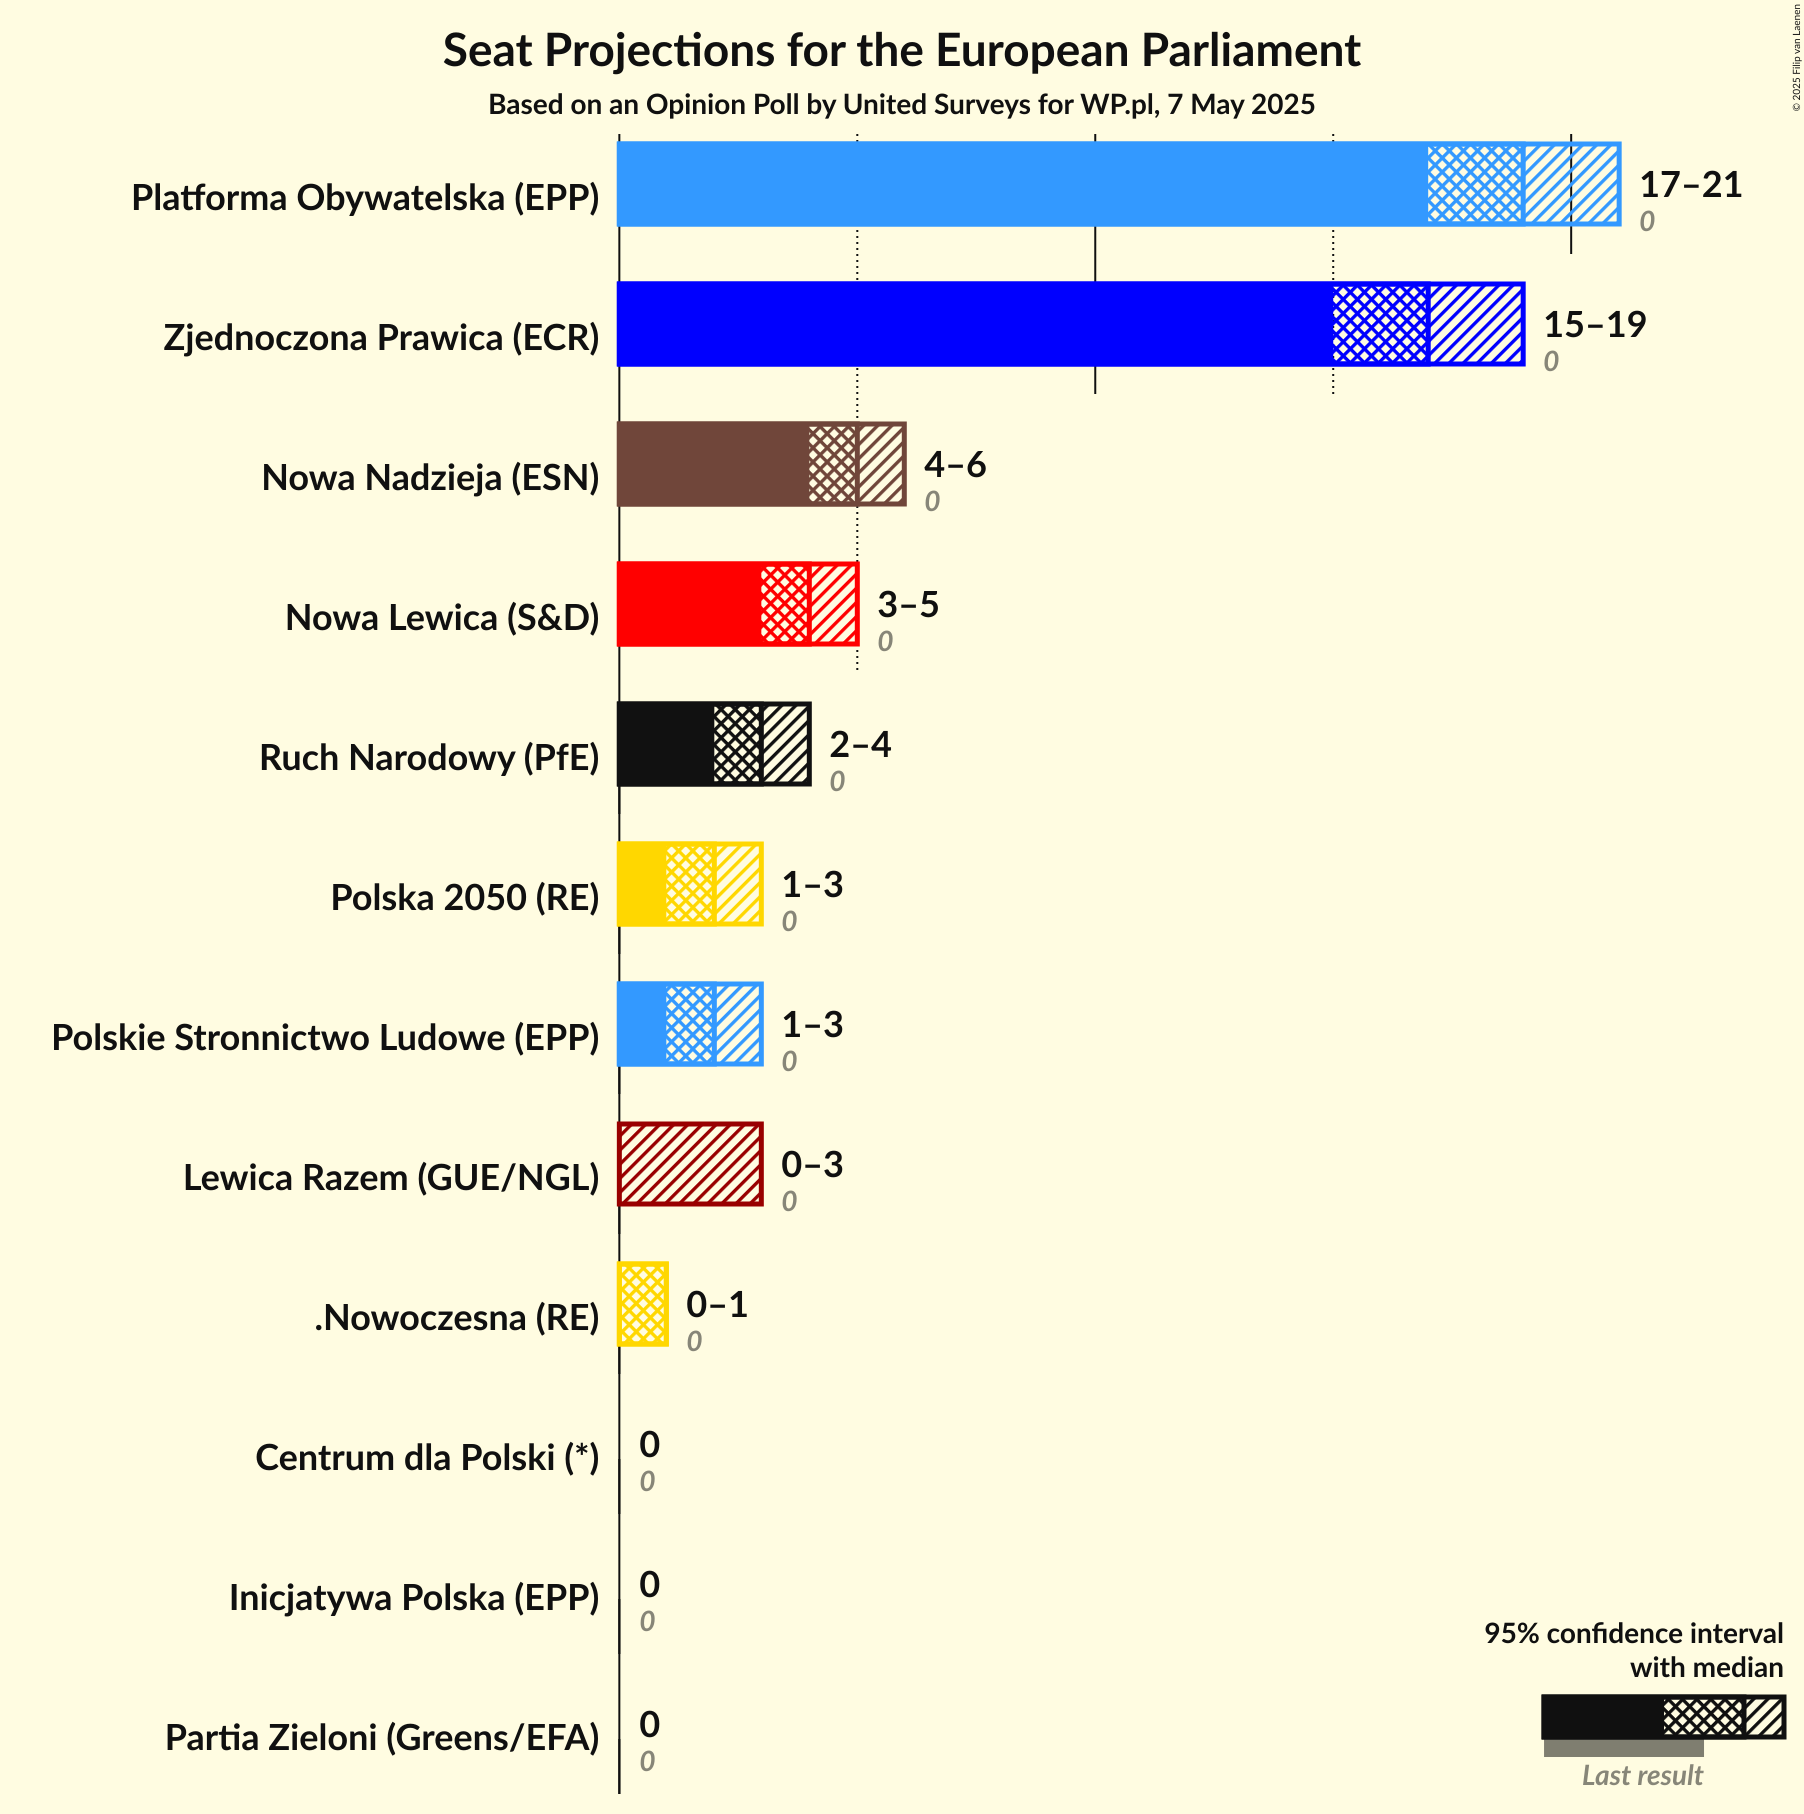 Seat Projections for the European Parliament
Based on an Opinion Poll by United Surveys for WP.pl, 7 May 2025
© 2025 Filip van Laenen
Platforma Obywatelska (EPP)
17–21
0
Zjednoczona Prawica (ECR)
15–19
0
Nowa Nadzieja (ESN)
4–6
0
Nowa Lewica (S&D)
3–5
0
Ruch Narodowy (PfE)
2–4
0
Polska 2050 (RE)
1–3
0
Polskie Stronnictwo Ludowe (EPP)
1–3
0
Lewica Razem (GUE/NGL)
0–3
0
.Nowoczesna (RE)
0–1
0
Centrum dla Polski (*)
0
0
Inicjatywa Polska (EPP)
0
0
Partia Zieloni (Greens/EFA)
0
0
95% confidence interval
with median
Last result